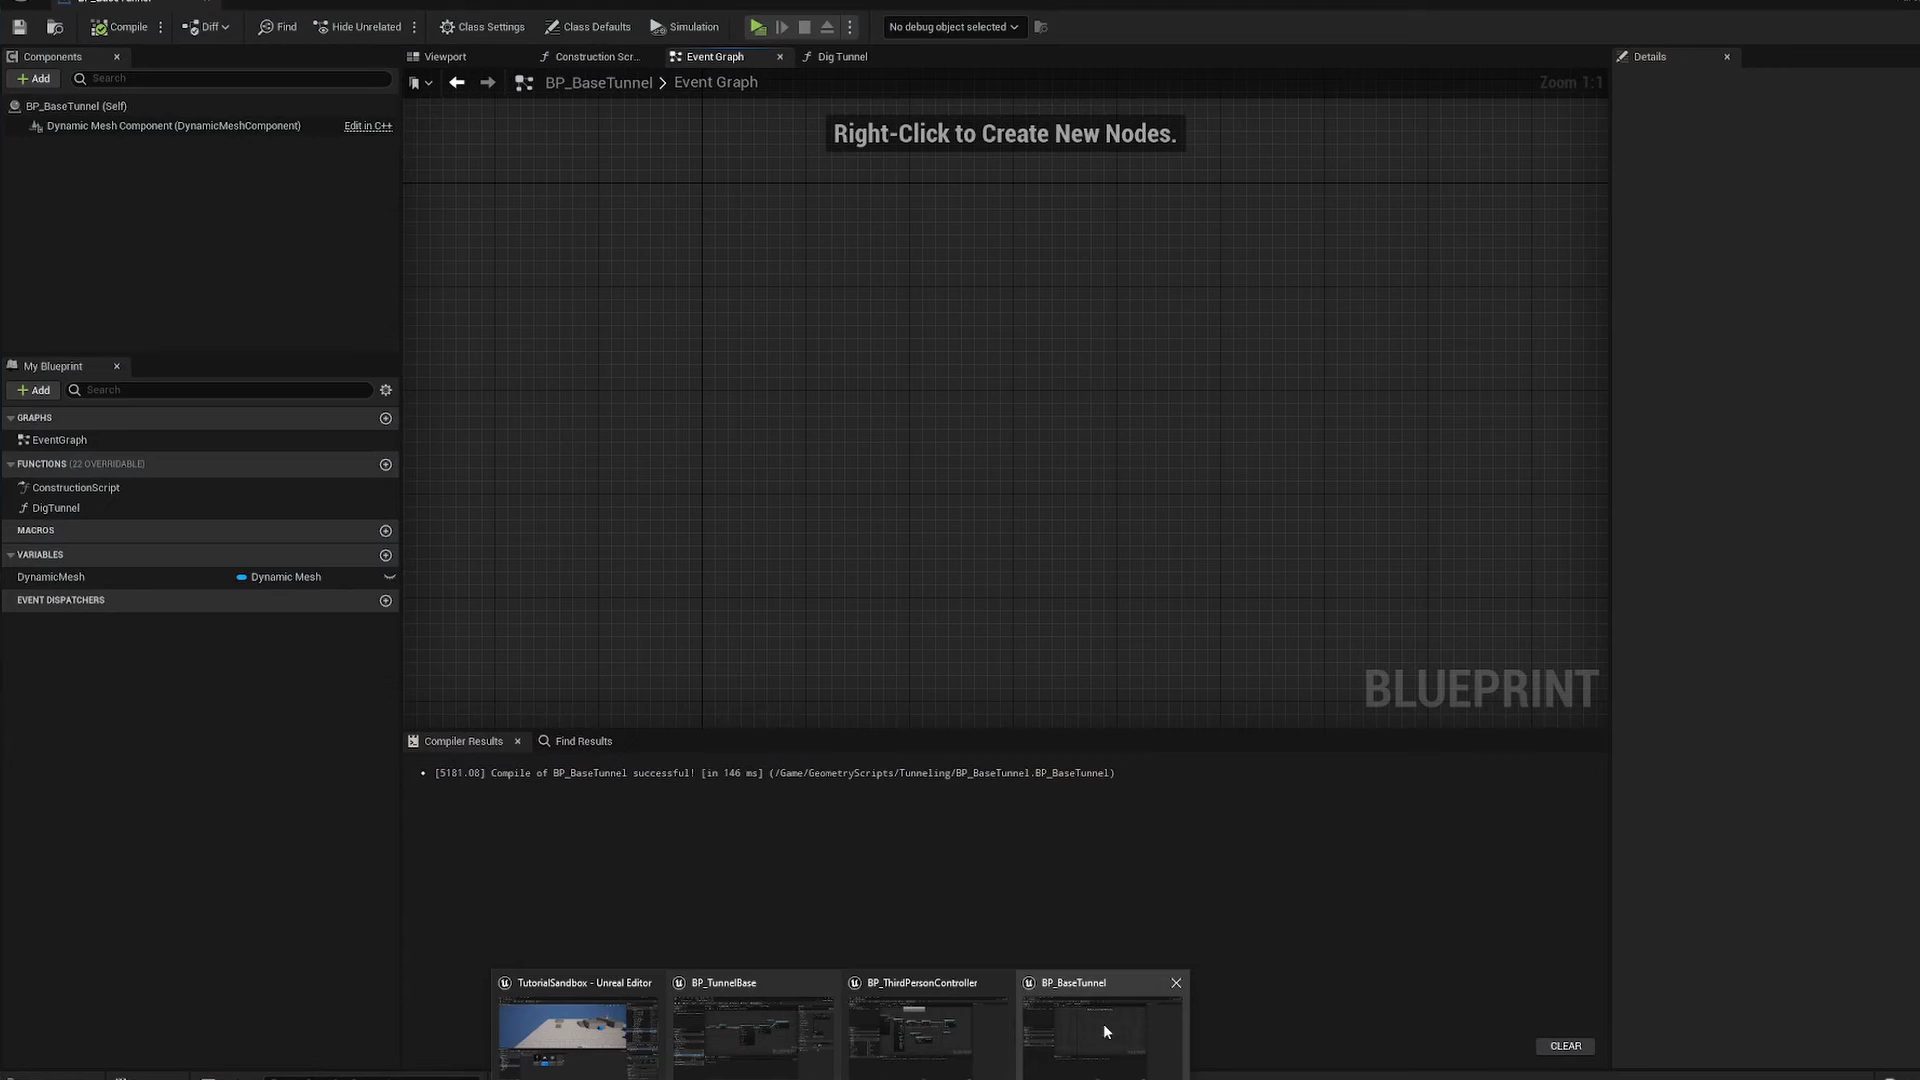 BP_BaseTunnel
Compile
Diff
Find
Hide Unrelated
Class Settings
Class Defaults
Simulation
No debug object selected
Components
Viewport
Construction Scr...
Event Graph
Dig Tunnel
Details
Add
Search
BP_BaseTunnel > Event Graph
Zoom 1:1
BP_BaseTunnel (Self)
Dynamic Mesh Component (DynamicMeshComponent)
Edit in C++
Right-Click to Create New Nodes.
My Blueprint
Add
Search
GRAPHS
EventGraph
FUNCTIONS (22 OVERRIDABLE)
ConstructionScript
DigTunnel
MACROS
VARIABLES
DynamicMesh
Dynamic Mesh
EVENT DISPATCHERS
BLUEPRINT
Compiler Results
Find Results
[5181.08] Compile of BP_BaseTunnel successful! [in 146 ms] (/Game/GeometryScripts/Tunneling/BP_BaseTunnel.BP_BaseTunnel)
TutorialSandbox - Unreal Editor
BP_TunnelBase
BP_ThirdPersonController
BP_BaseTunnel
CLEAR